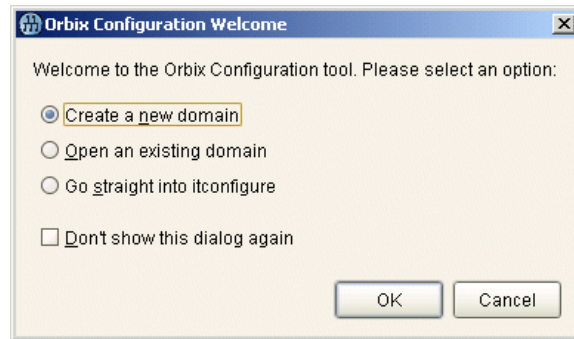 Orbix Configuration Welcome
Welcome to the Orbix Configuration tool. Please select an option:
Create a new domain
Open an existing domain
Go straight into itconfigure
Don't show this dialog again
OK Cancel